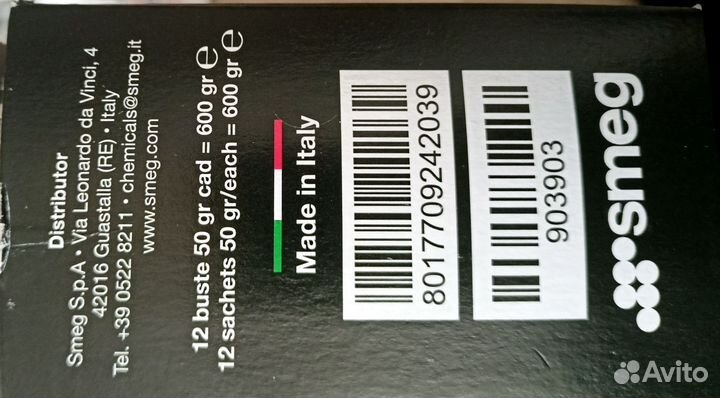 Distributor
Smeg S.p.A • Via Leonardo da Vinci, 4
42016 Guastalla (RE) • Italy
Tel. +39 0522 8211 • chemicals@smeg.it
www.smeg.com
12 buste 50 gr cad = 600 gr ℮
12 sachets 50 gr/each = 600 gr ℮
Made in Italy
8017709242039
903903
smeg
Avito